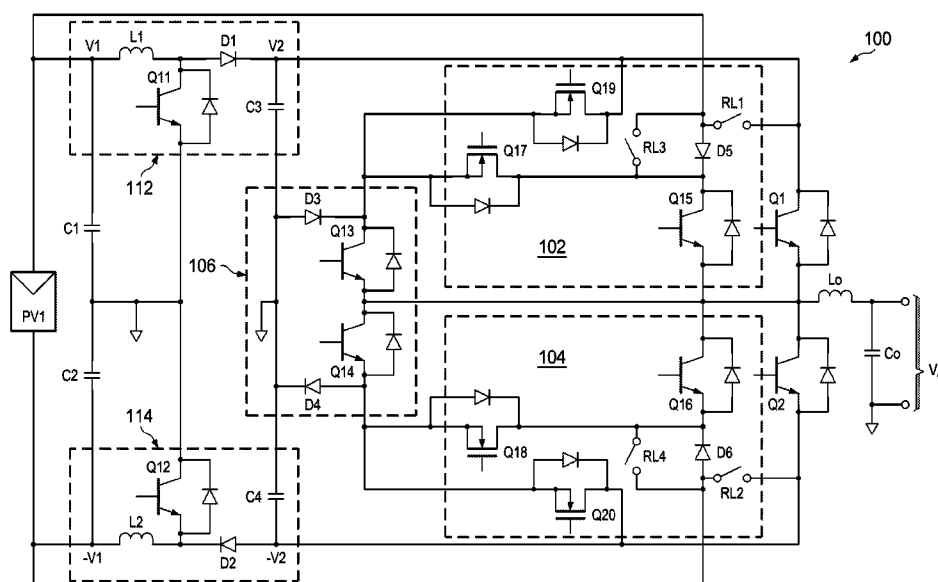 L1
D1
V1
V2
Q11
C3
112
Q19
RL1
100
RL3
D5
Q17
Q15
Q1
102
D3
Q13
C1
106
PV1
Lo
Q14
D4
C2
104
Co
V
Q16
Q2
114
Q12
Q18
RL4
D6
RL2
C4
L2
Q20
-V1
D2
-V2